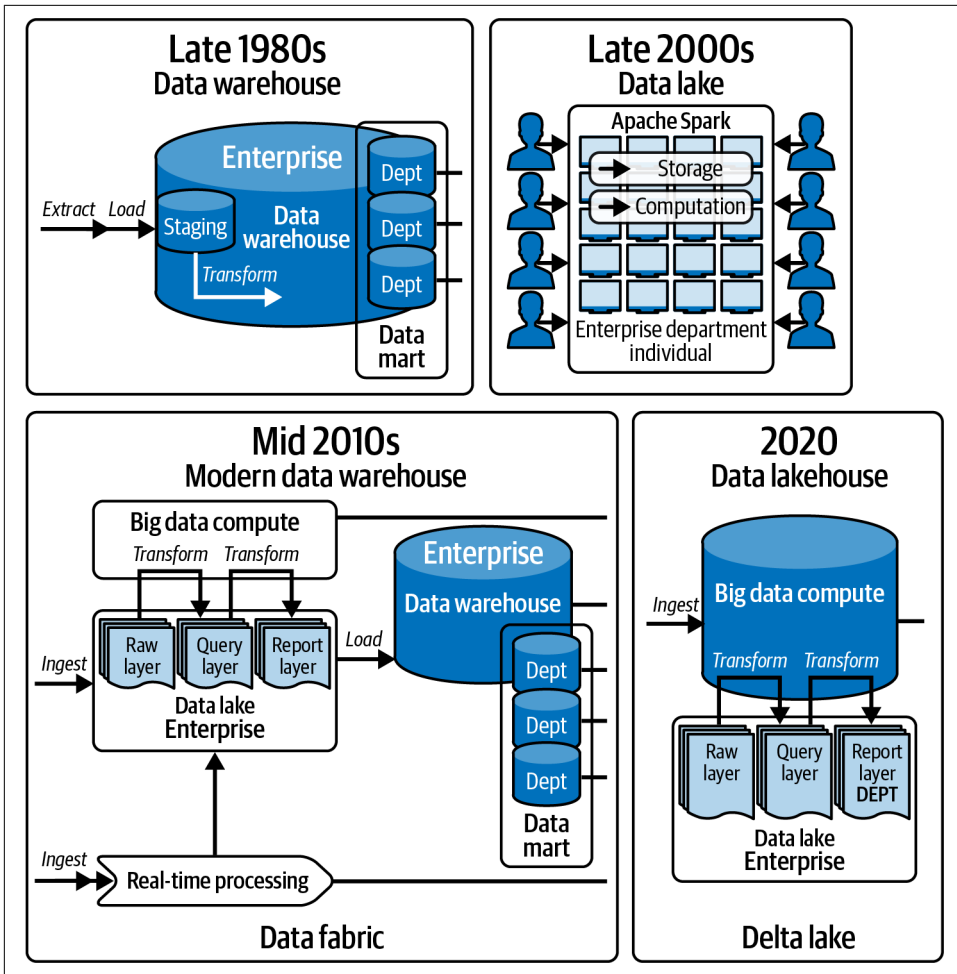 Late 1980s
Data warehouse
Enterprise
Data
warehouse
Extract Load
Staging
Transform
Dept
Dept
Dept
Data
mart
Late 2000s
Data lake
Apache Spark
Storage
Computation
Enterprise department
individual
Mid 2010s
Modern data warehouse
Big data compute
Transform Transform
Raw
layer
Query
layer
Report
layer
Ingest
Data lake
Enterprise
Load
Enterprise
Data warehouse
Dept
Dept
Dept
Data
mart
Ingest
Real-time processing
Data fabric
2020
Data lakehouse
Ingest
Big data compute
Transform Transform
Raw
layer
Query
layer
Report
layer
DEPT
Data lake
Enterprise
Delta lake